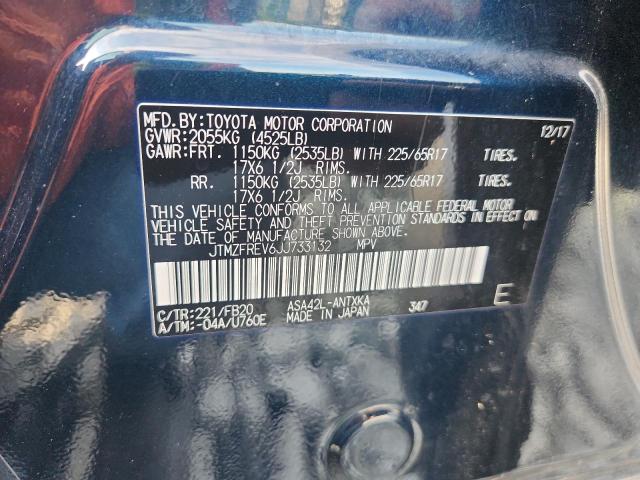 MFD.BY:TOYOTA MOTOR CORPORATION 12/17
GVWR:2055KG (4525LB)
GAWR:FRT. 1150KG (2535LB) WITH 225/65R17 TIRES.
17X6 1/2J RIMS.
RR. 1150KG (2535LB) WITH 225/65R17 TIRES.
17X6 1/2J RIMS.
THIS VEHICLE CONFORMS TO ALL APPLICABLE FEDERAL MOTOR
VEHICLE SAFETY AND THEFT PREVENTION STANDARDS IN EFFECT ON
THE DATE OF MANUFACTURE SHOWN ABOVE.
JTMZFREV6JJ733132 MPV
C/TR:221/FB20 ASA42L-ANTXKA 347 E
A/TM:-04A/U760E MADE IN JAPAN